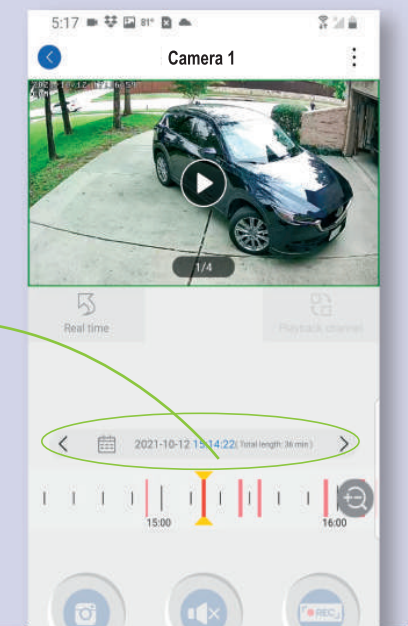 5:17 81°
Camera 1
1/4
Real time
Playback channel
2021-10-12 15:14:22( Total length: 36 min )
15:00 16:00
REC